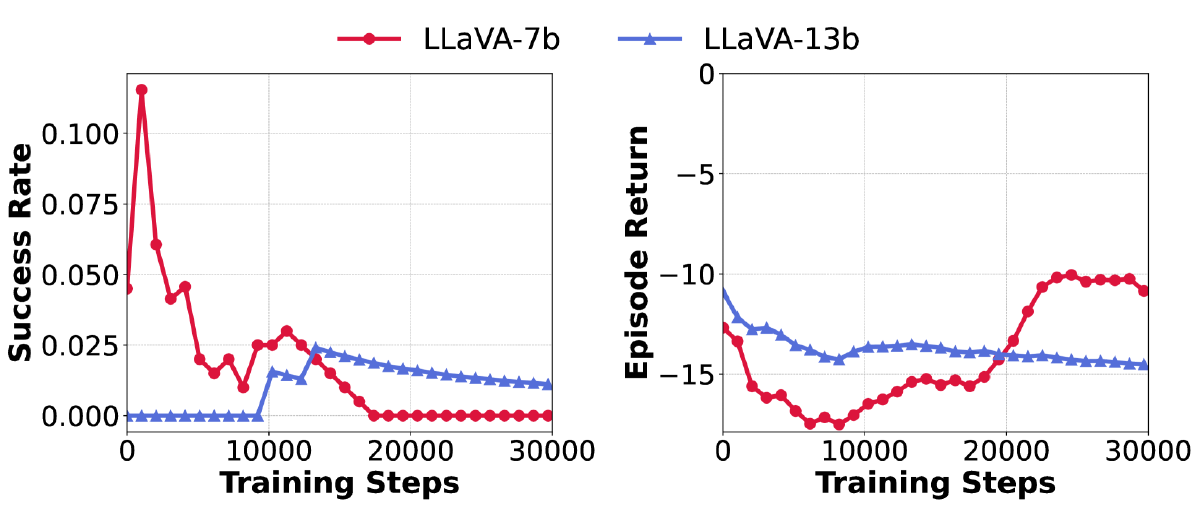 LLaVA-7b LLaVA-13b
Success Rate
0.100
0.075
0.050
0.025
0.000
0 10000 20000 30000
Training Steps
Episode Return
0
−5
−10
−15
0 10000 20000 30000
Training Steps